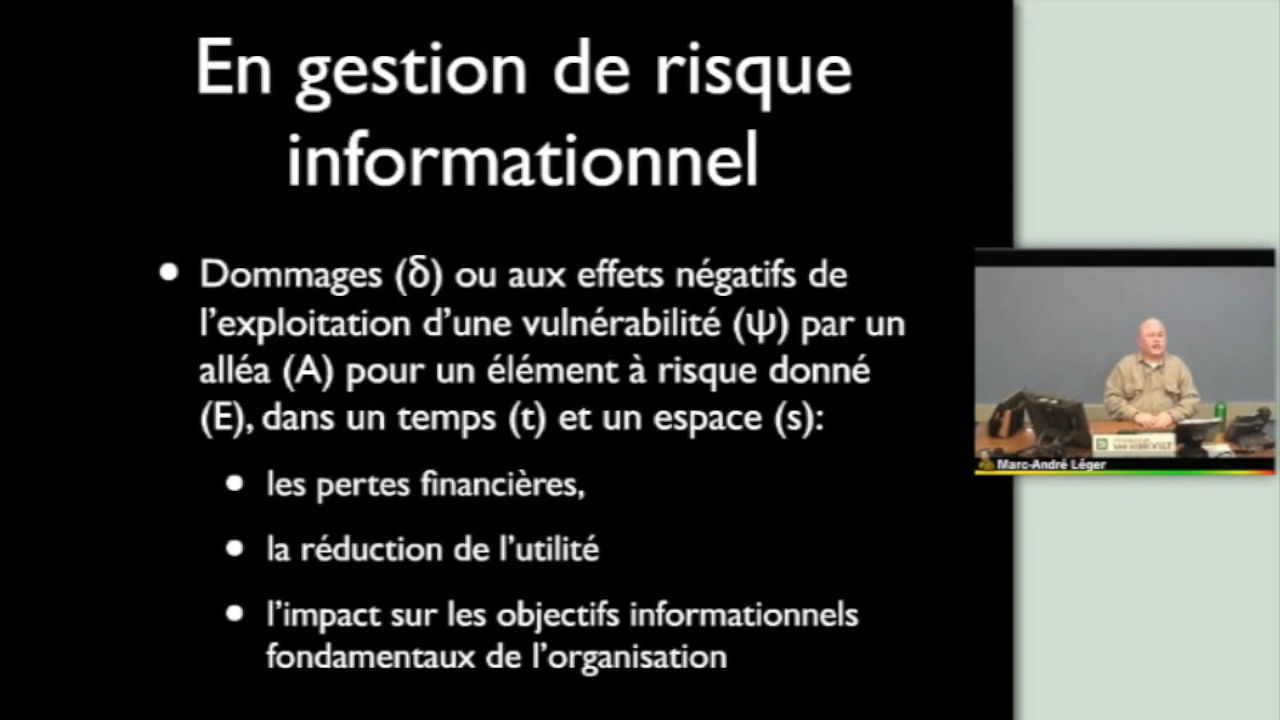 En gestion de risque
informationnel
• Dommages (δ) ou aux effets négatifs de
l'exploitation d'une vulnérabilité (ψ) par un
alléa (A) pour un élément à risque donné
(E), dans un temps (t) et un espace (s):
• les pertes financières,
• la réduction de l'utilité
• l'impact sur les objectifs informationnels
fondamentaux de l'organisation
Marc-André Léger